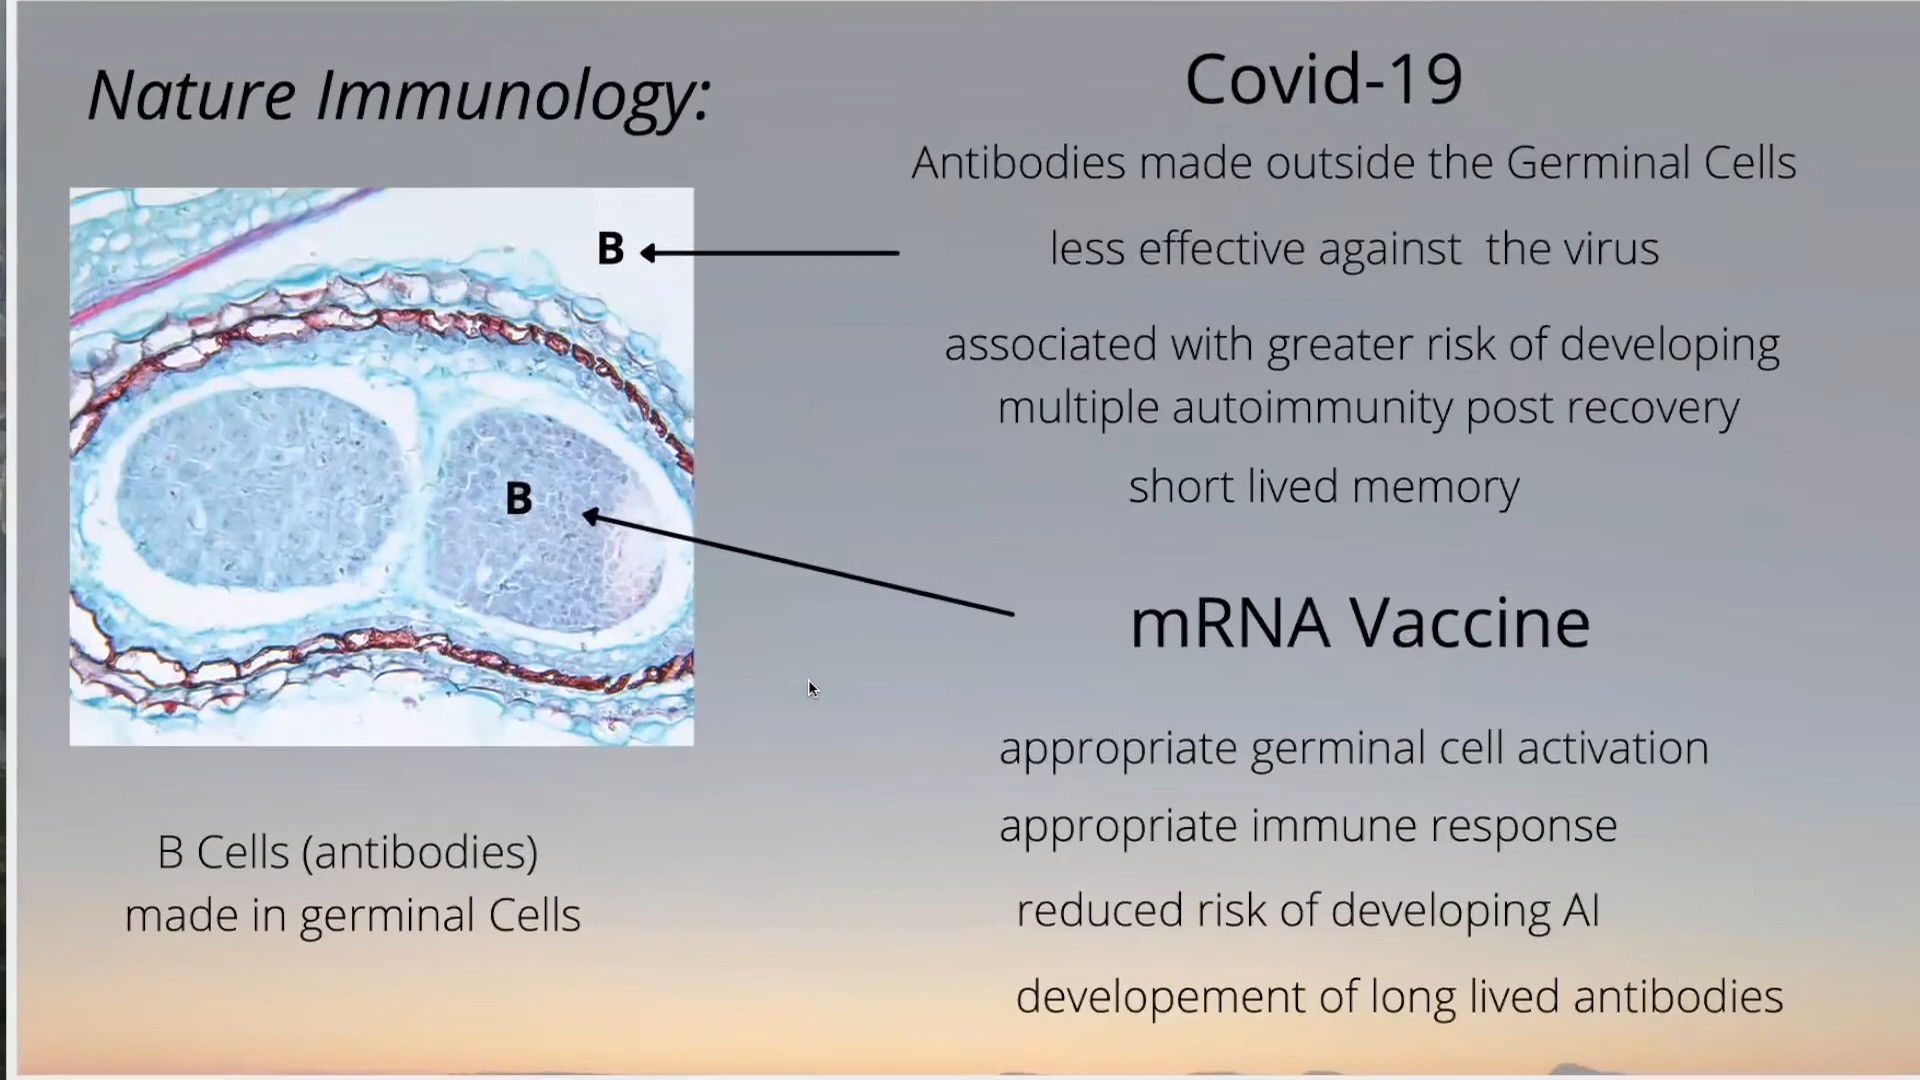 Nature Immunology:
B
B
B Cells (antibodies)
made in germinal Cells
Covid-19
Antibodies made outside the Germinal Cells
less effective against the virus
associated with greater risk of developing
multiple autoimmunity post recovery
short lived memory
mRNA Vaccine
appropriate germinal cell activation
appropriate immune response
reduced risk of developing AI
developement of long lived antibodies